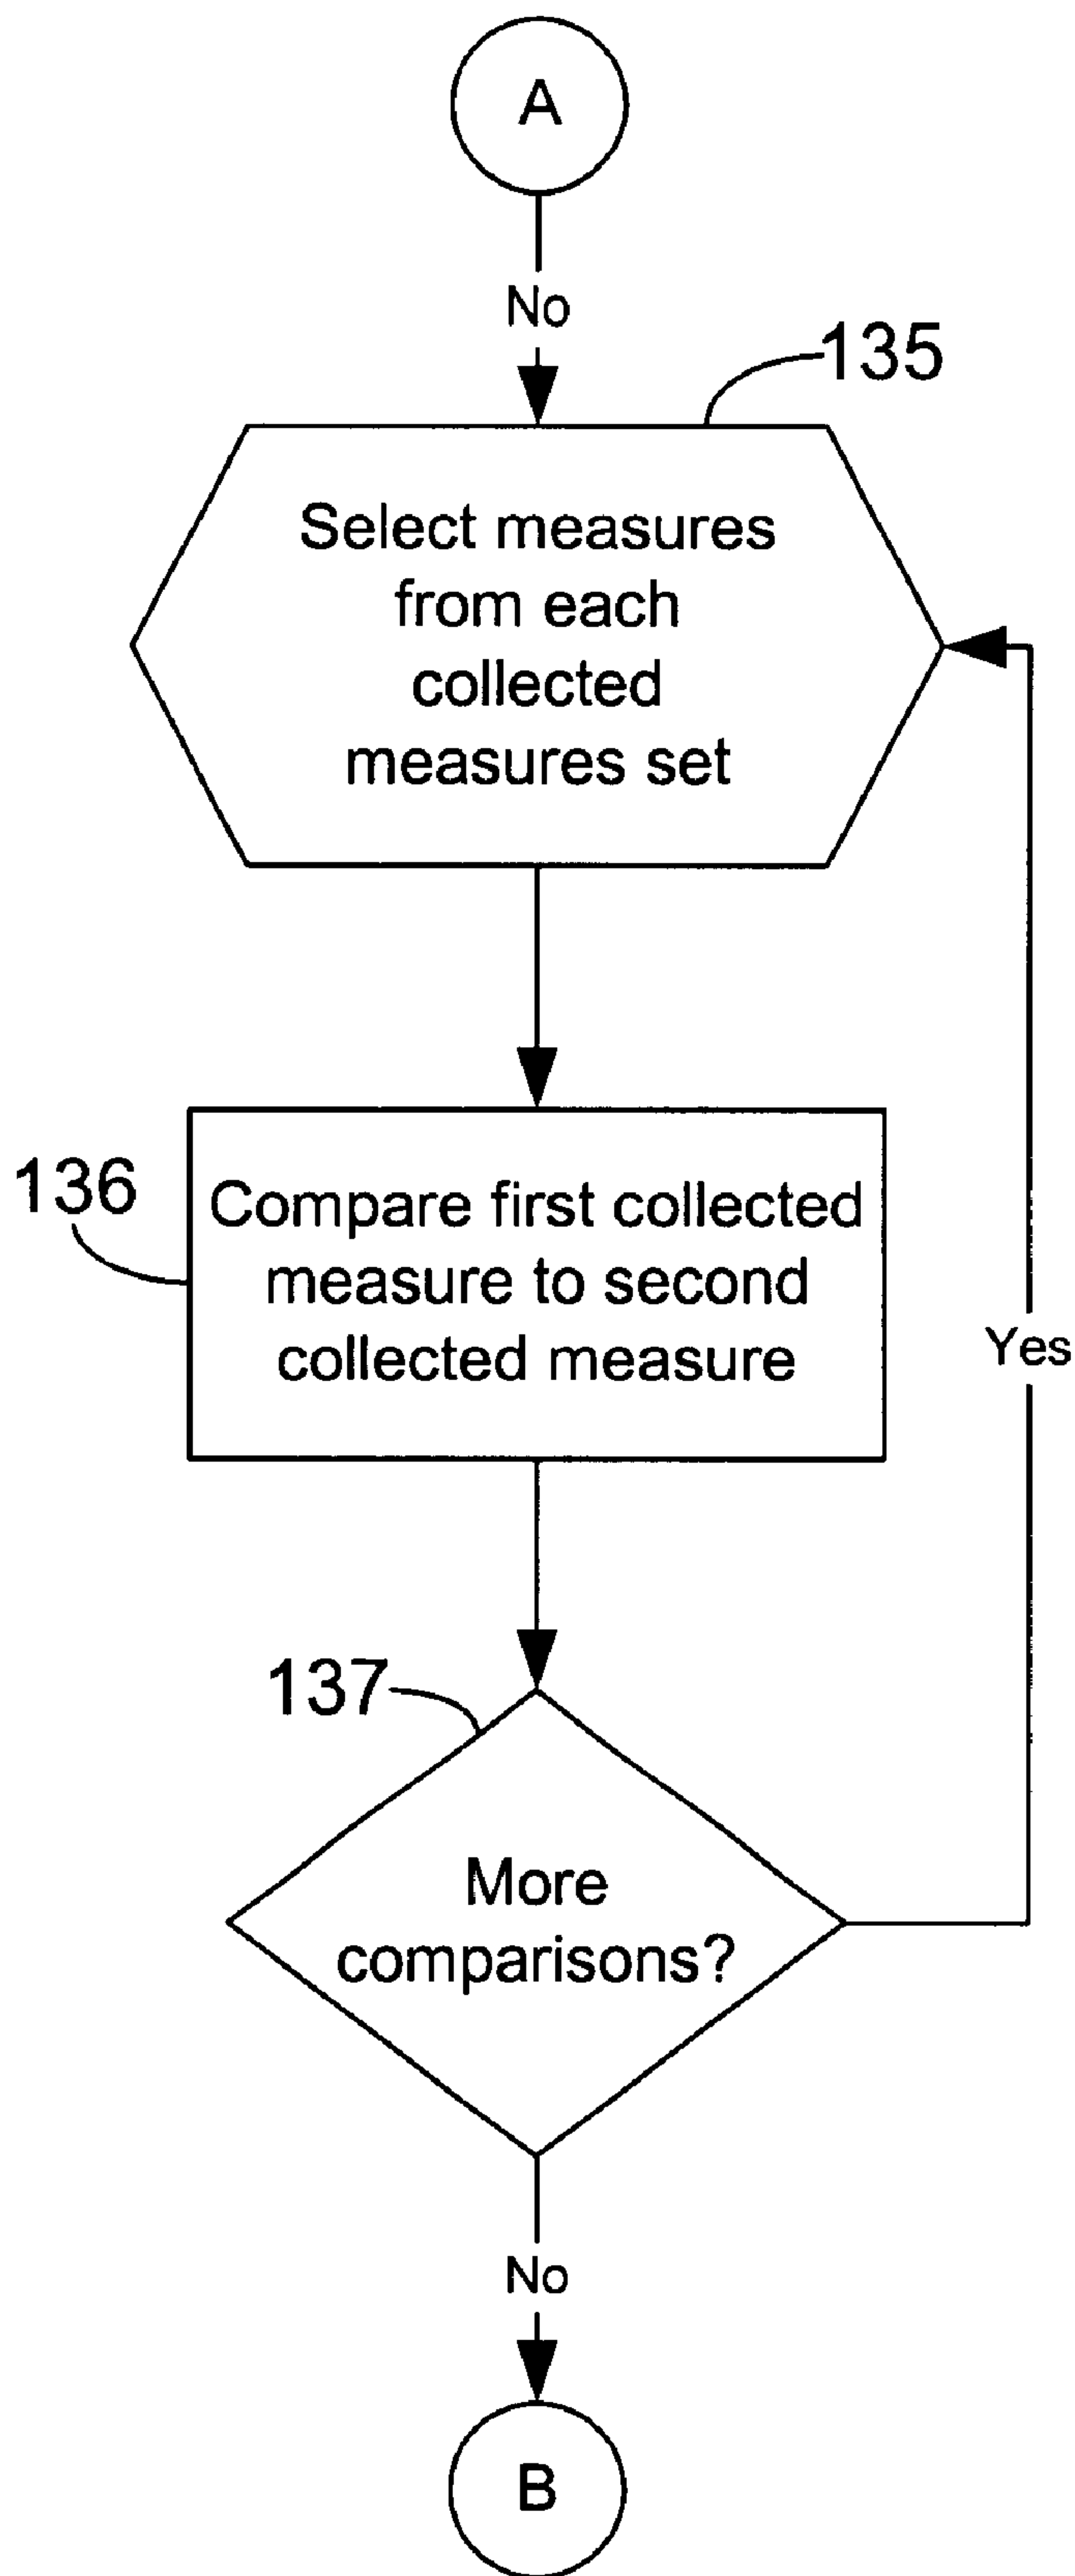 A
No
135
Select measures
from each
collected
measures set
136
Compare first collected
measure to second
collected measure
Yes
137
More
comparisons?
No
B